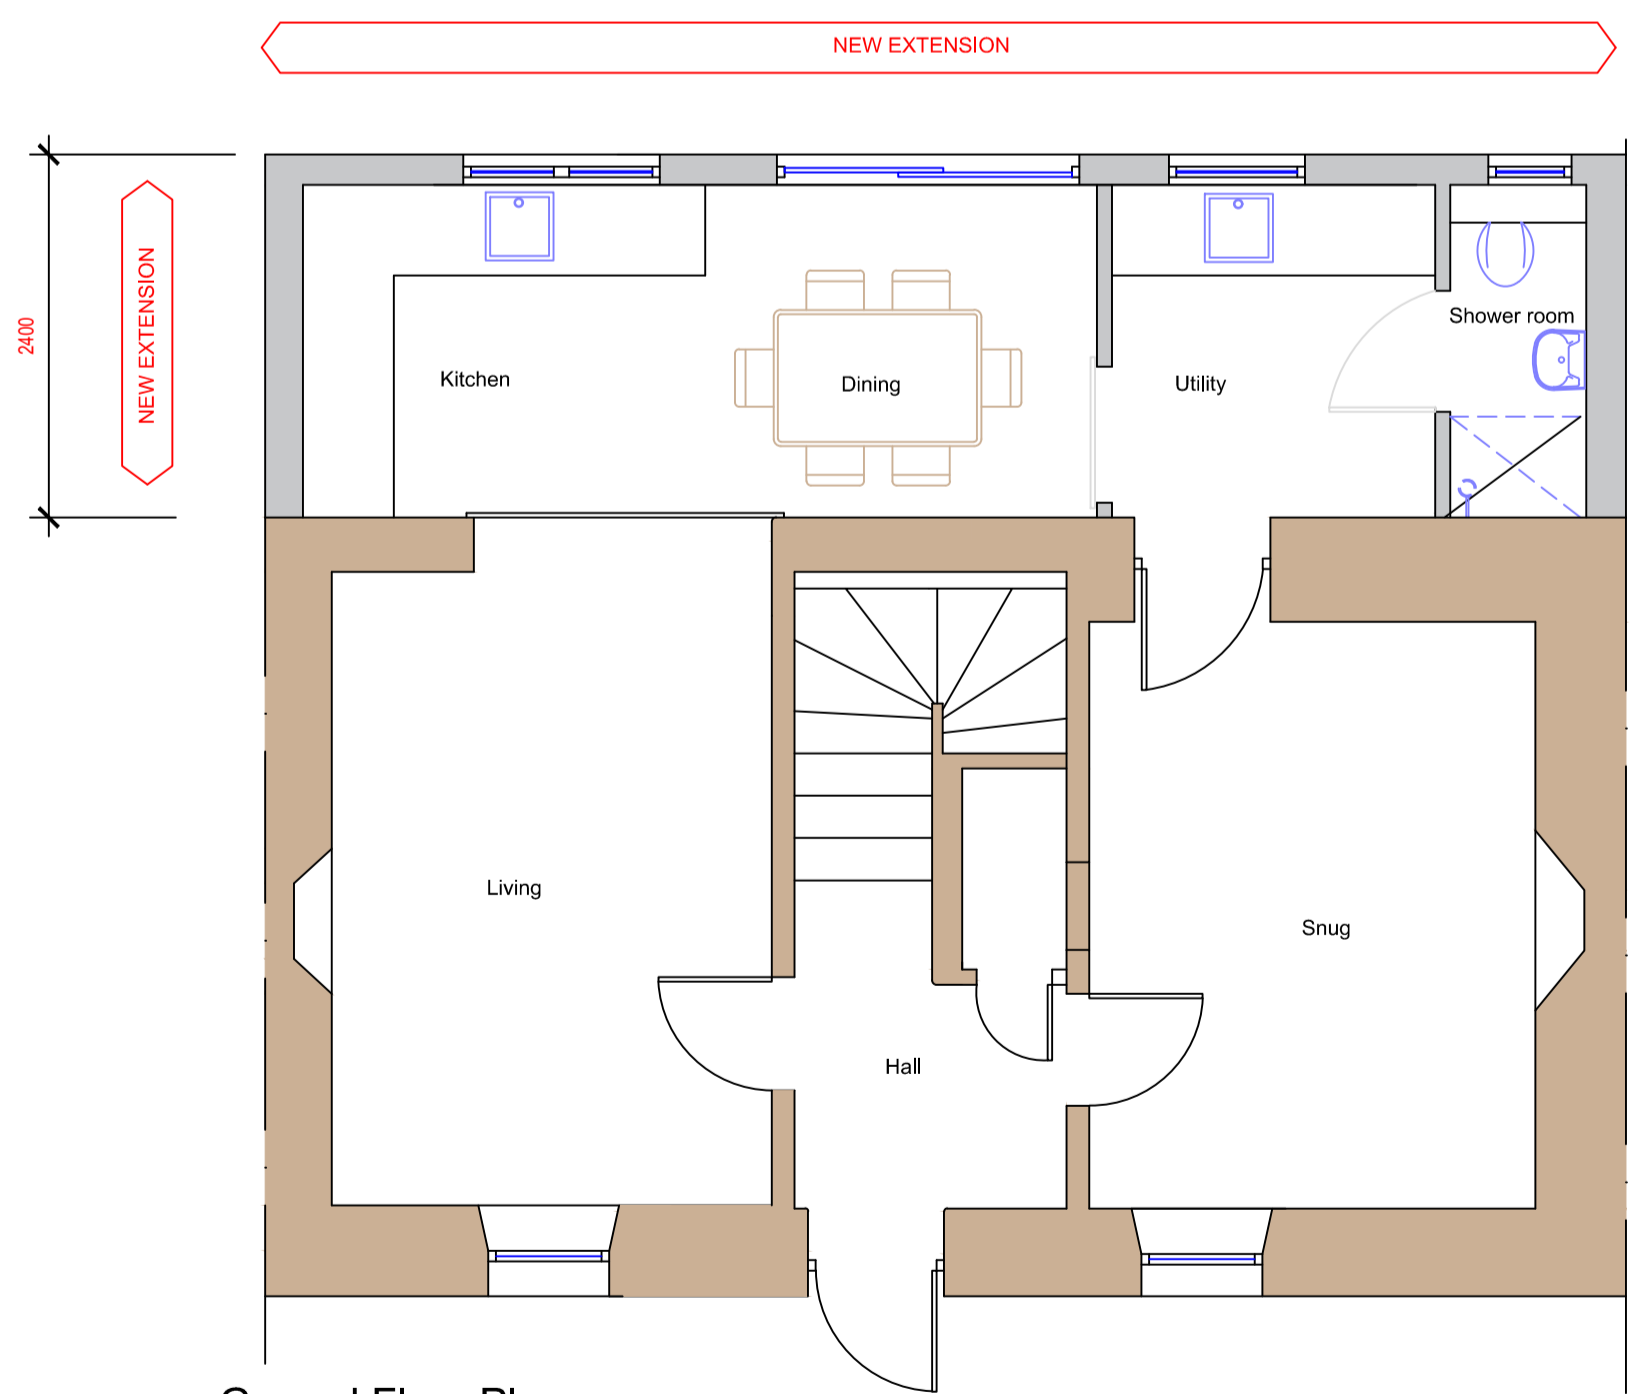 NEW EXTENSION
NEW EXTENSION
2400
Shower room
Kitchen
Dining
Utility
Living
Snug
Hall